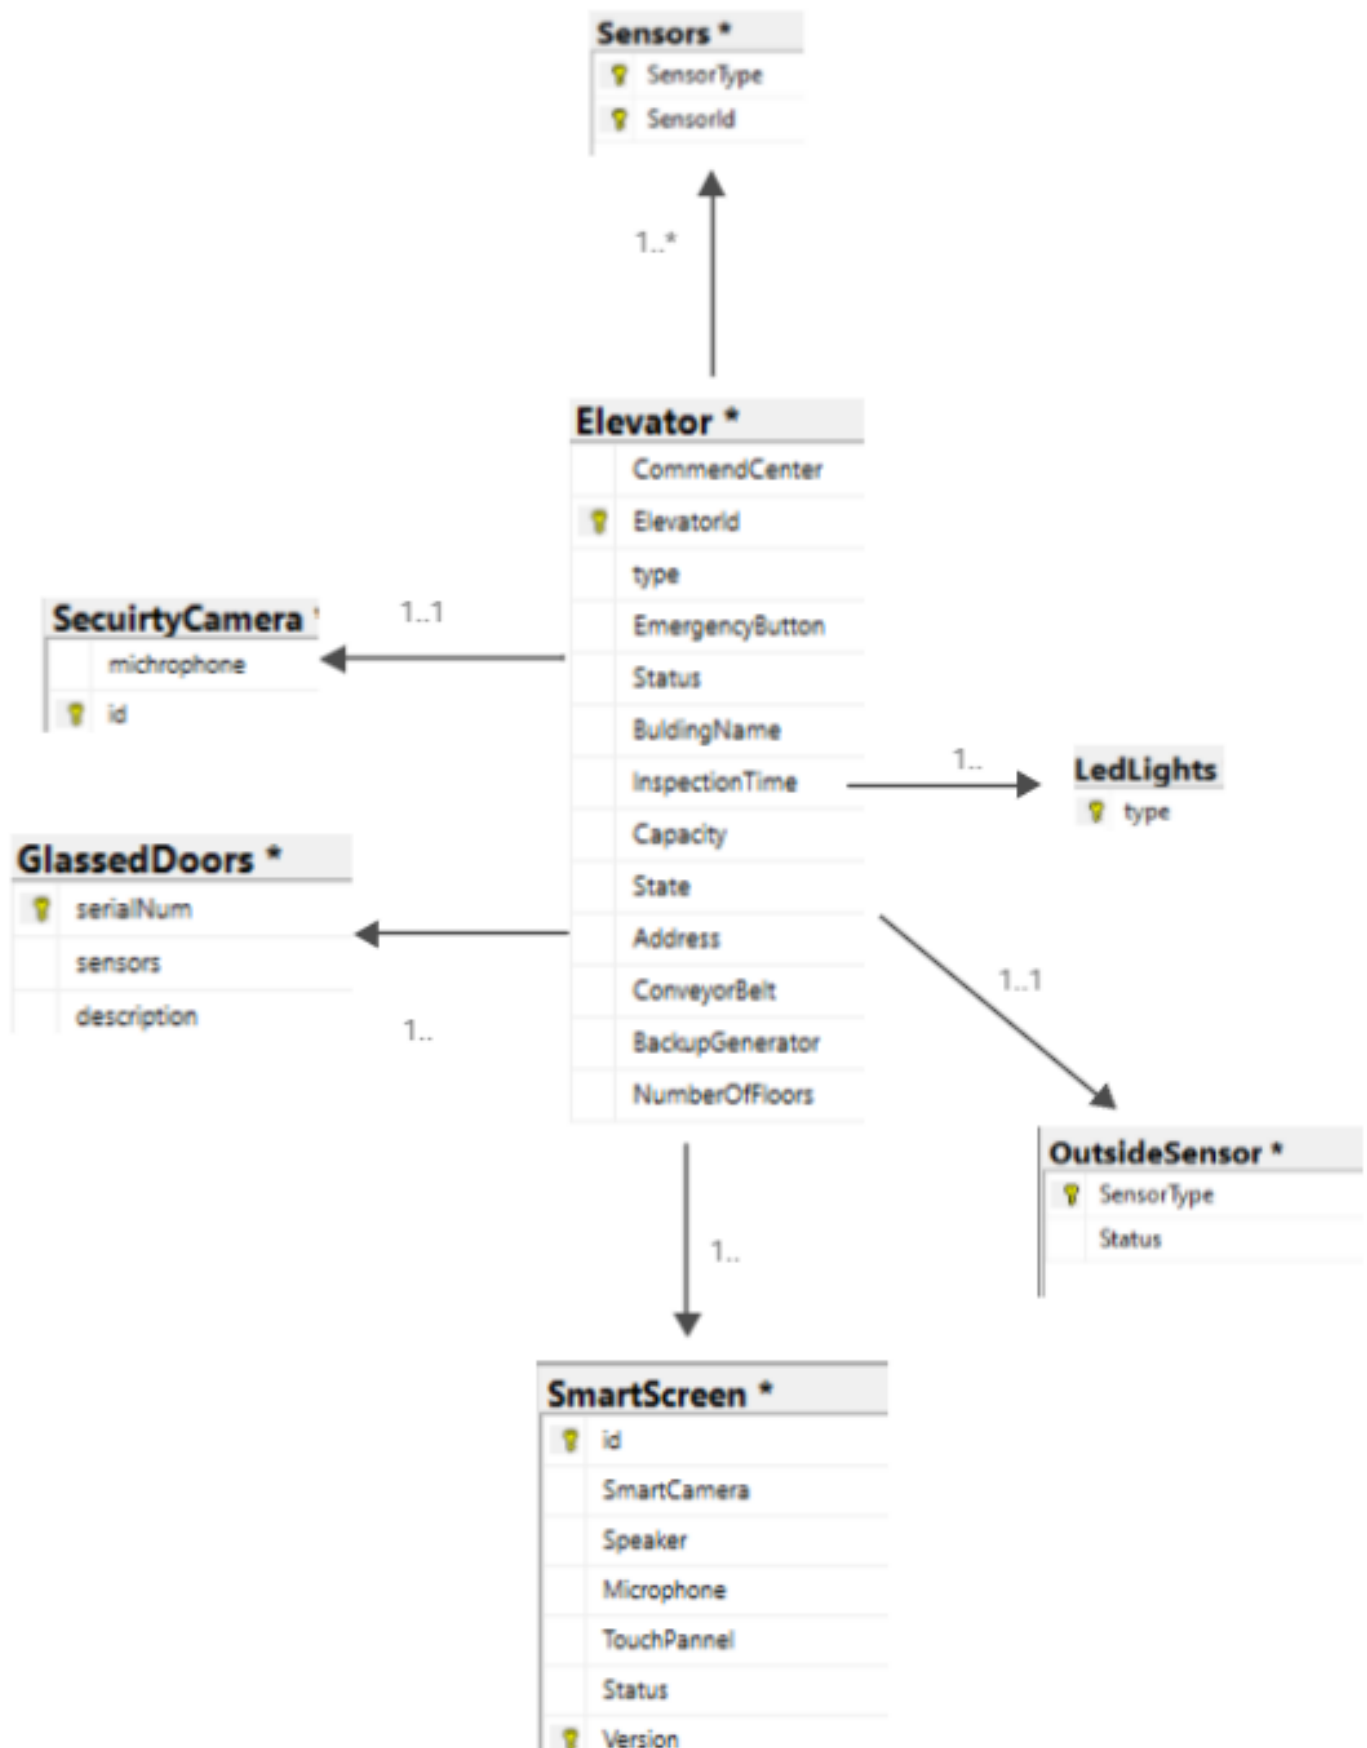 Sensors *
SensorType
SensorId
1..*
Elevator *
CommendCenter
ElevatorId
type
EmergencyButton
Status
BuldingName
InspectionTime
Capacity
State
Address
ConveyorBelt
BackupGenerator
NumberOfFloors
1..1
SecuirtyCamera *
michrophone
id
1..
LedLights
type
GlassedDoors *
serialNum
sensors
description
1..
1..1
OutsideSensor *
SensorType
Status
1..
SmartScreen *
id
SmartCamera
Speaker
Microphone
TouchPannel
Status
Version